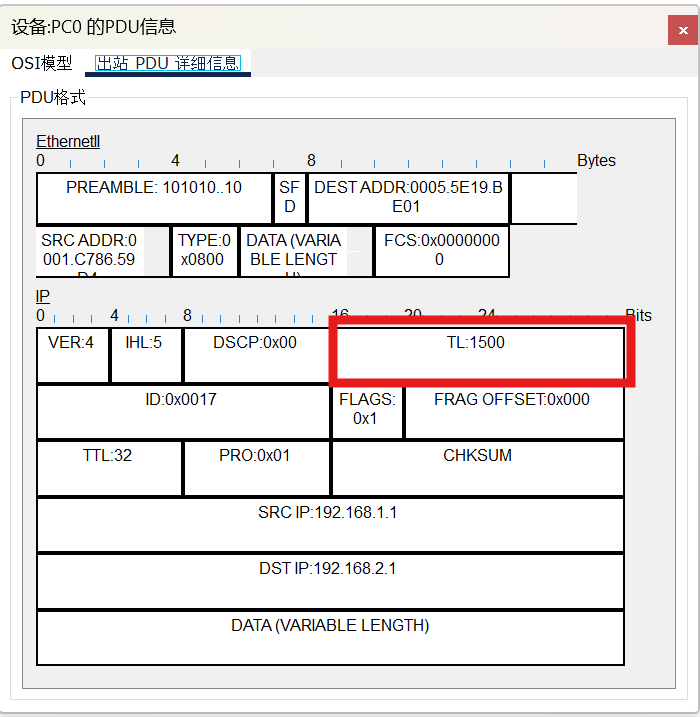 设备:PC0 的PDU信息
OSI模型 出站 PDU 详细信息
PDU格式
EthernetII
0 4 8 Bytes
PREAMBLE: 101010..10
SF
D
DEST ADDR:0005.5E19.B
E01
SRC ADDR:0
001.C786.59
D4
TYPE:0
x0800
DATA (VARIA
BLE LENGT
H)
FCS:0x0000000
0
IP
0 4 8 16 20 24 Bits
VER:4 IHL:5 DSCP:0x00 TL:1500
ID:0x0017
FLAGS:
0x1
FRAG OFFSET:0x000
TTL:32 PRO:0x01 CHKSUM
SRC IP:192.168.1.1
DST IP:192.168.2.1
DATA (VARIABLE LENGTH)